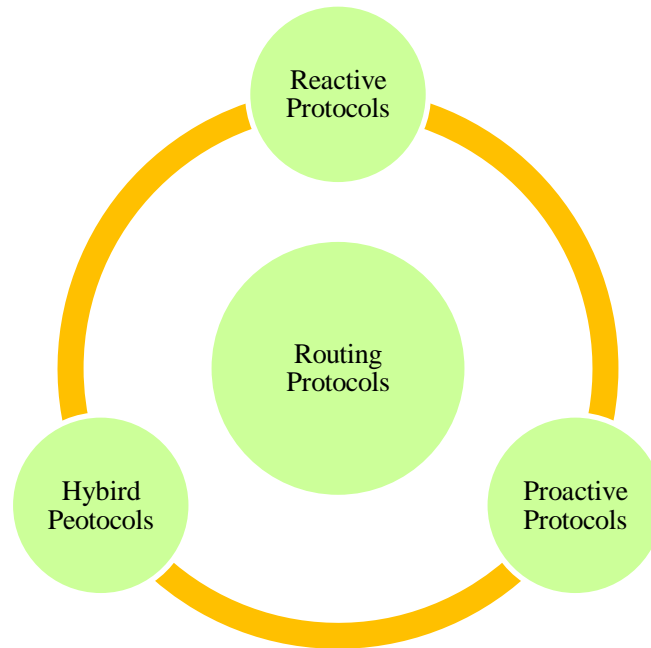 Reactive
Protocols
Routing
Protocols
Hybird
Peotocols
Proactive
Protocols